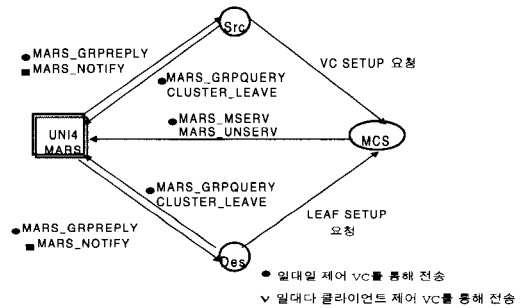 Src
●MARS_GRPREPLY
■MARS_NOTIFY
●MARS_GRPQUERY
CLUSTER_LEAVE
VC SETUP 요청
●MARS_MSERV
MARS_UNSERV
UNI4
MARS
MCS
●MARS_GRPQUERY
CLUSTER_LEAVE
LEAF SETUP
요청
●MARS_GRPREPLY
■MARS_NOTIFY
Des
● 일대일 제어 VC를 통해 전송
v 일대다 클라이언트 제어 VC를 통해 전송